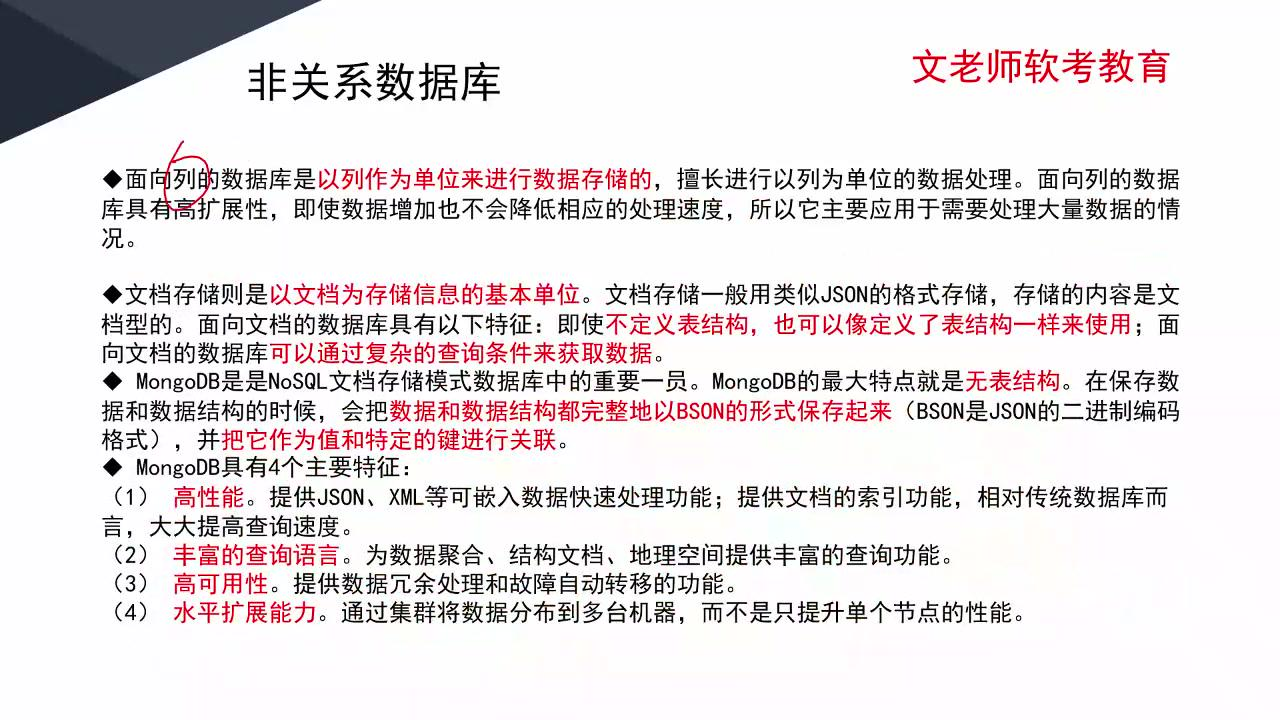 非关系数据库
文老师软考教育
◆面向列的数据库是以列作为单位来进行数据存储的，擅长进行以列为单位的数据处理。面向列的数据
库具有高扩展性，即使数据增加也不会降低相应的处理速度，所以它主要应用于需要处理大量数据的情
况。
◆文档存储则是以文档为存储信息的基本单位。文档存储一般用类似JSON的格式存储，存储的内容是文
档型的。面向文档的数据库具有以下特征：即使不定义表结构，也可以像定义了表结构一样来使用；面
向文档的数据库可以通过复杂的查询条件来获取数据。
◆ MongoDB是是NoSQL文档存储模式数据库中的重要一员。MongoDB的最大特点就是无表结构。在保存数
据和数据结构的时候，会把数据和数据结构都完整地以BSON的形式保存起来（BSON是JSON的二进制编码
格式），并把它作为值和特定的键进行关联。
◆ MongoDB具有4个主要特征：
（1） 高性能。提供JSON、XML等可嵌入数据快速处理功能；提供文档的索引功能，相对传统数据库而
言，大大提高查询速度。
（2） 丰富的查询语言。为数据聚合、结构文档、地理空间提供丰富的查询功能。
（3） 高可用性。提供数据冗余处理和故障自动转移的功能。
（4） 水平扩展能力。通过集群将数据分布到多台机器，而不是只提升单个节点的性能。